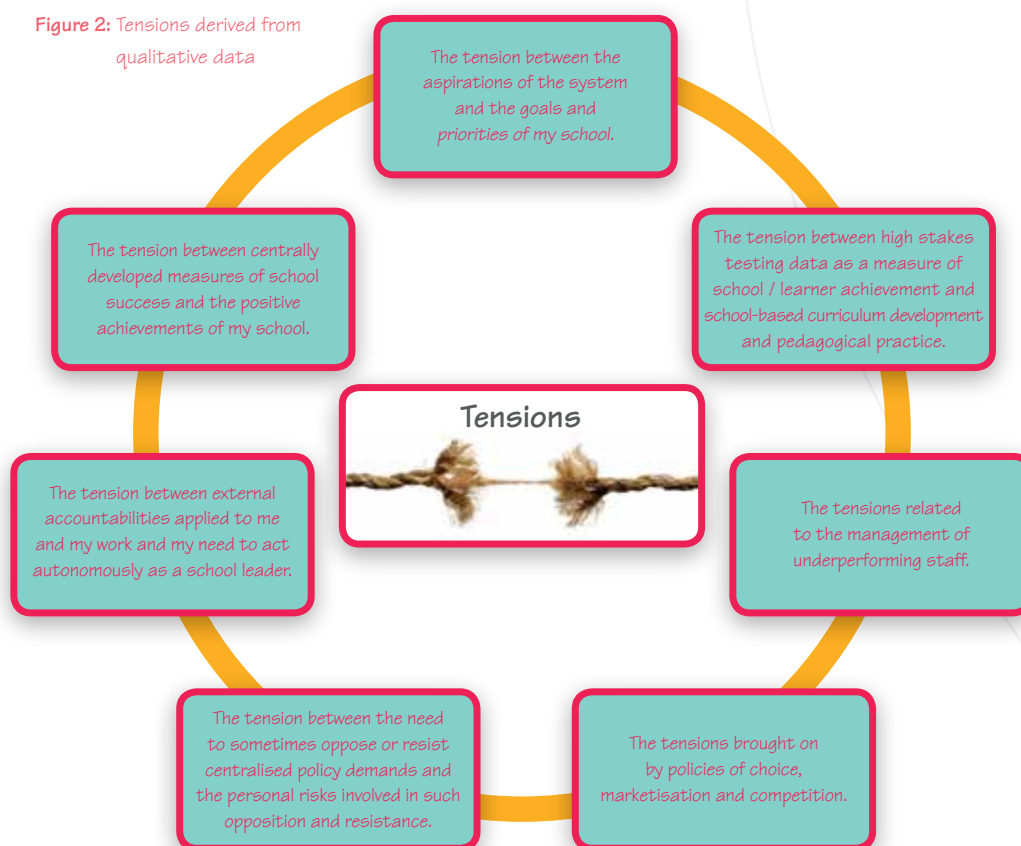 Figure 2: Tensions derived from
qualitative data
The tension between the
aspirations of the system
and the goals and
priorities of my school.
The tension between high stakes
testing data as a measure of
school / learner achievement and
school-based curriculum development
and pedagogical practice.
The tensions related
to the management of
underperforming staff.
The tensions brought on
by policies of choice,
marketisation and competition.
The tension between the need
to sometimes oppose or resist
centralised policy demands and
the personal risks involved in such
opposition and resistance.
The tension between external
accountabilities applied to me
and my work and my need to act
autonomously as a school leader.
The tension between centrally
developed measures of school
success and the positive
achievements of my school.
Tensions